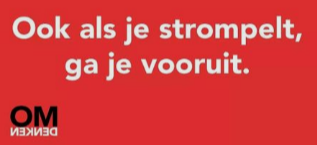 Ook als je strompelt,
ga je vooruit.
OM
DENKEN